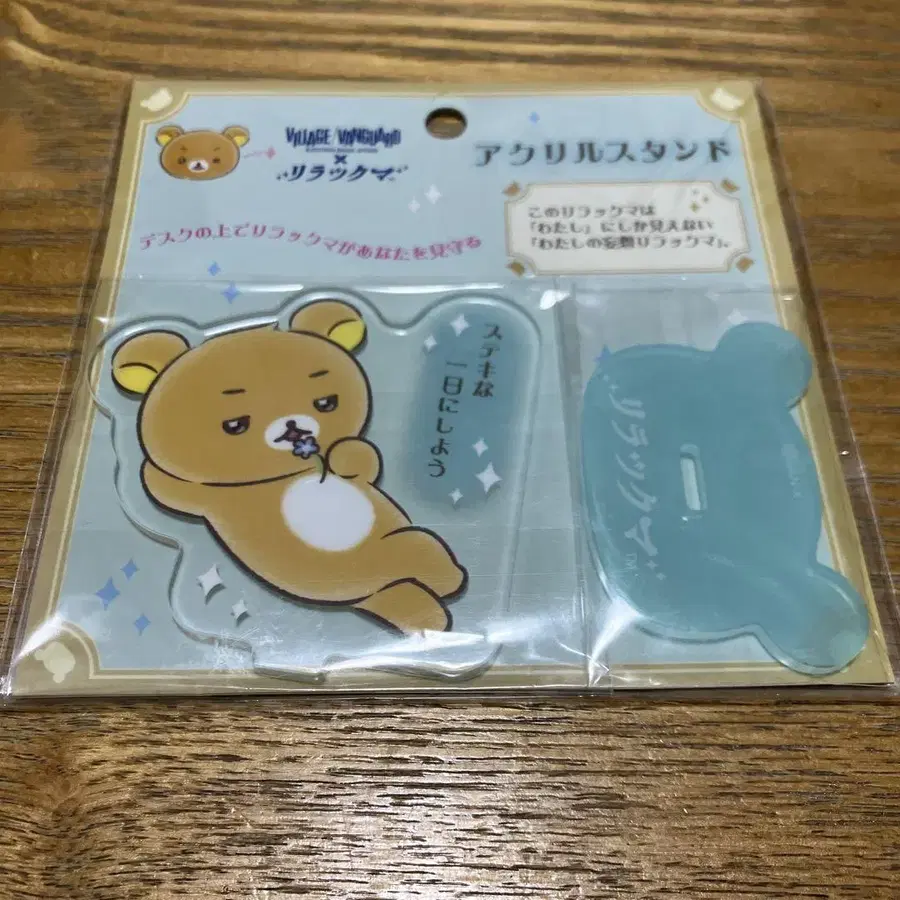 VILLAGE/VANGUARD
×
リラックマ
アクリルスタンド
デスクの上でリラックマがあなたを見守る
このリラックマは
「わたし」にしか見えない
「わたしの妄想リラックマ」。
ステキな
一日にしよう
リラックマ